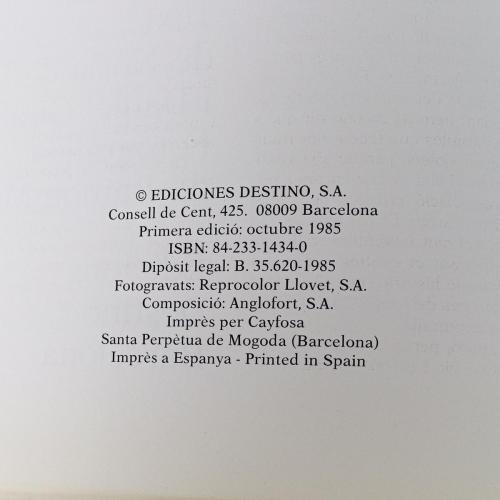 © EDICIONES DESTINO, S.A.
Consell de Cent, 425. 08009 Barcelona
Primera edició: octubre 1985
ISBN: 84-233-1434-0
Dipòsit legal: B. 35.620-1985
Fotogravats: Reprocolor Llovet, S.A.
Composició: Anglofort, S.A.
Imprès per Cayfosa
Santa Perpètua de Mogoda (Barcelona)
Imprès a Espanya - Printed in Spain